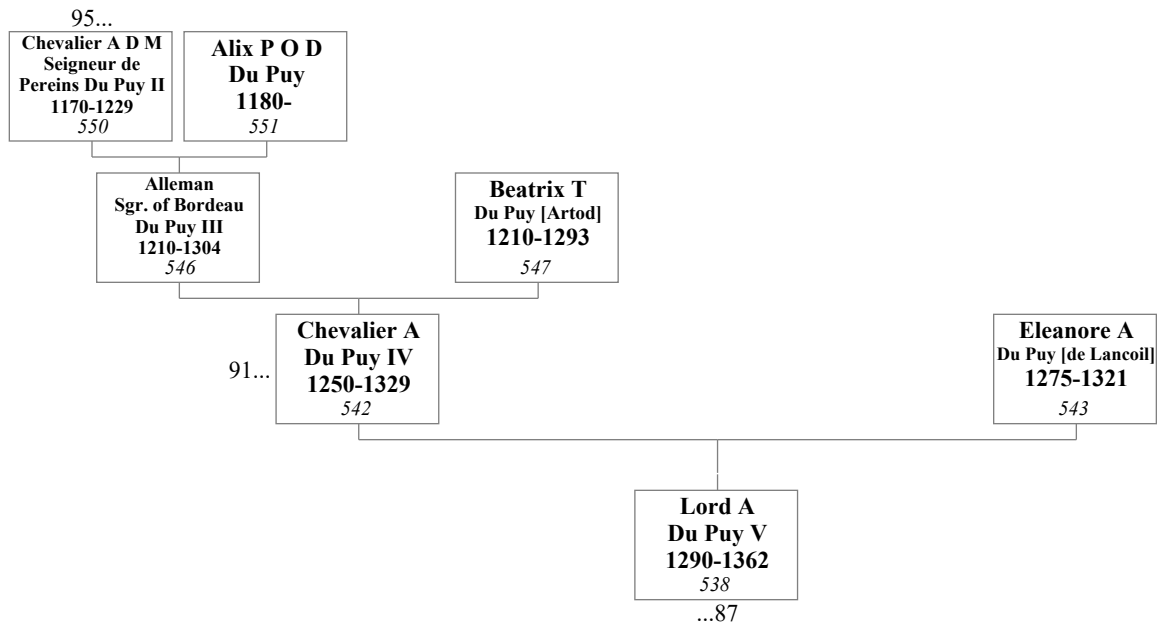 95...
Chevalier A D M
Seigneur de
Pereins Du Puy II
1170-1229
550
Alix P O D
Du Puy
1180-
551
Alleman
Sgr. of Bordeau
Du Puy III
1210-1304
546
Beatrix T
Du Puy [Artod]
1210-1293
547
91...
Chevalier A
Du Puy IV
1250-1329
542
Eleanore A
Du Puy [de Lancoil]
1275-1321
543
Lord A
Du Puy V
1290-1362
538
...87